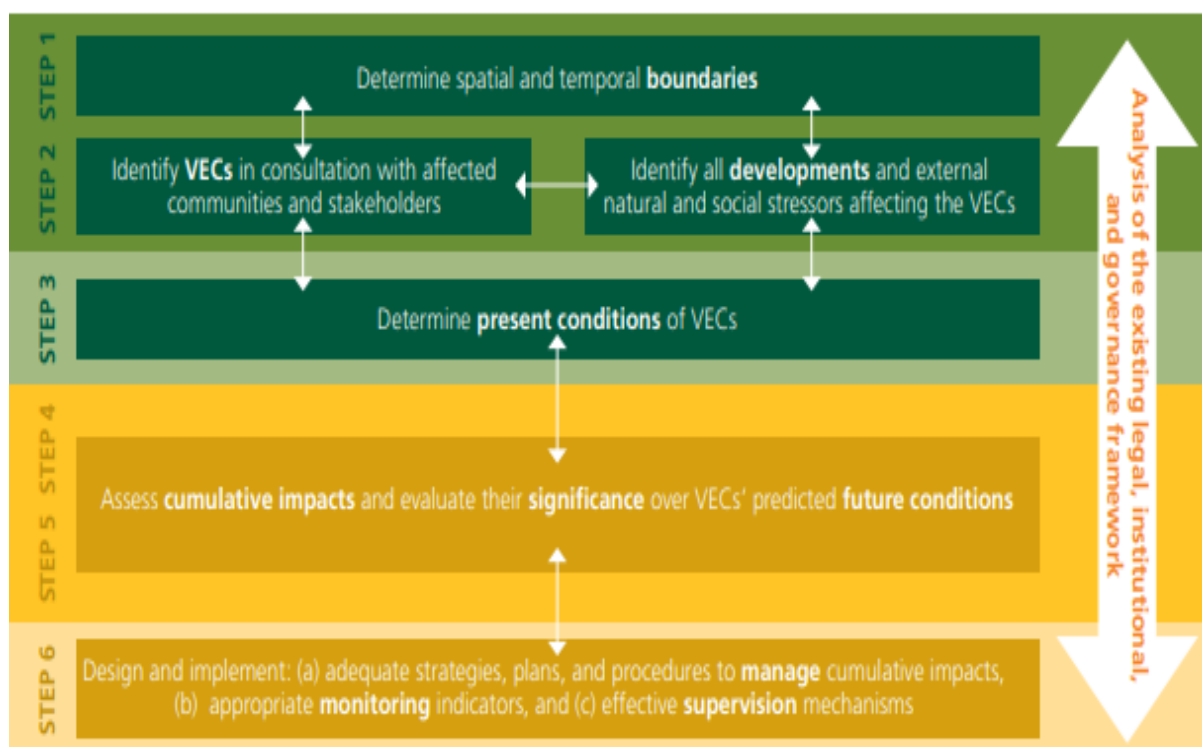 STEP 1
Determine spatial and temporal boundaries
STEP 2
Identify VECs in consultation with affected
communities and stakeholders
Identify all developments and external
natural and social stressors affecting the VECs
STEP 3
Determine present conditions of VECs
STEP 4
STEP 5
Assess cumulative impacts and evaluate their significance over VECs' predicted future conditions
STEP 6
Design and implement: (a) adequate strategies, plans, and procedures to manage cumulative impacts,
(b) appropriate monitoring indicators, and (c) effective supervision mechanisms
Analysis of the existing legal, institutional,
and governance framework